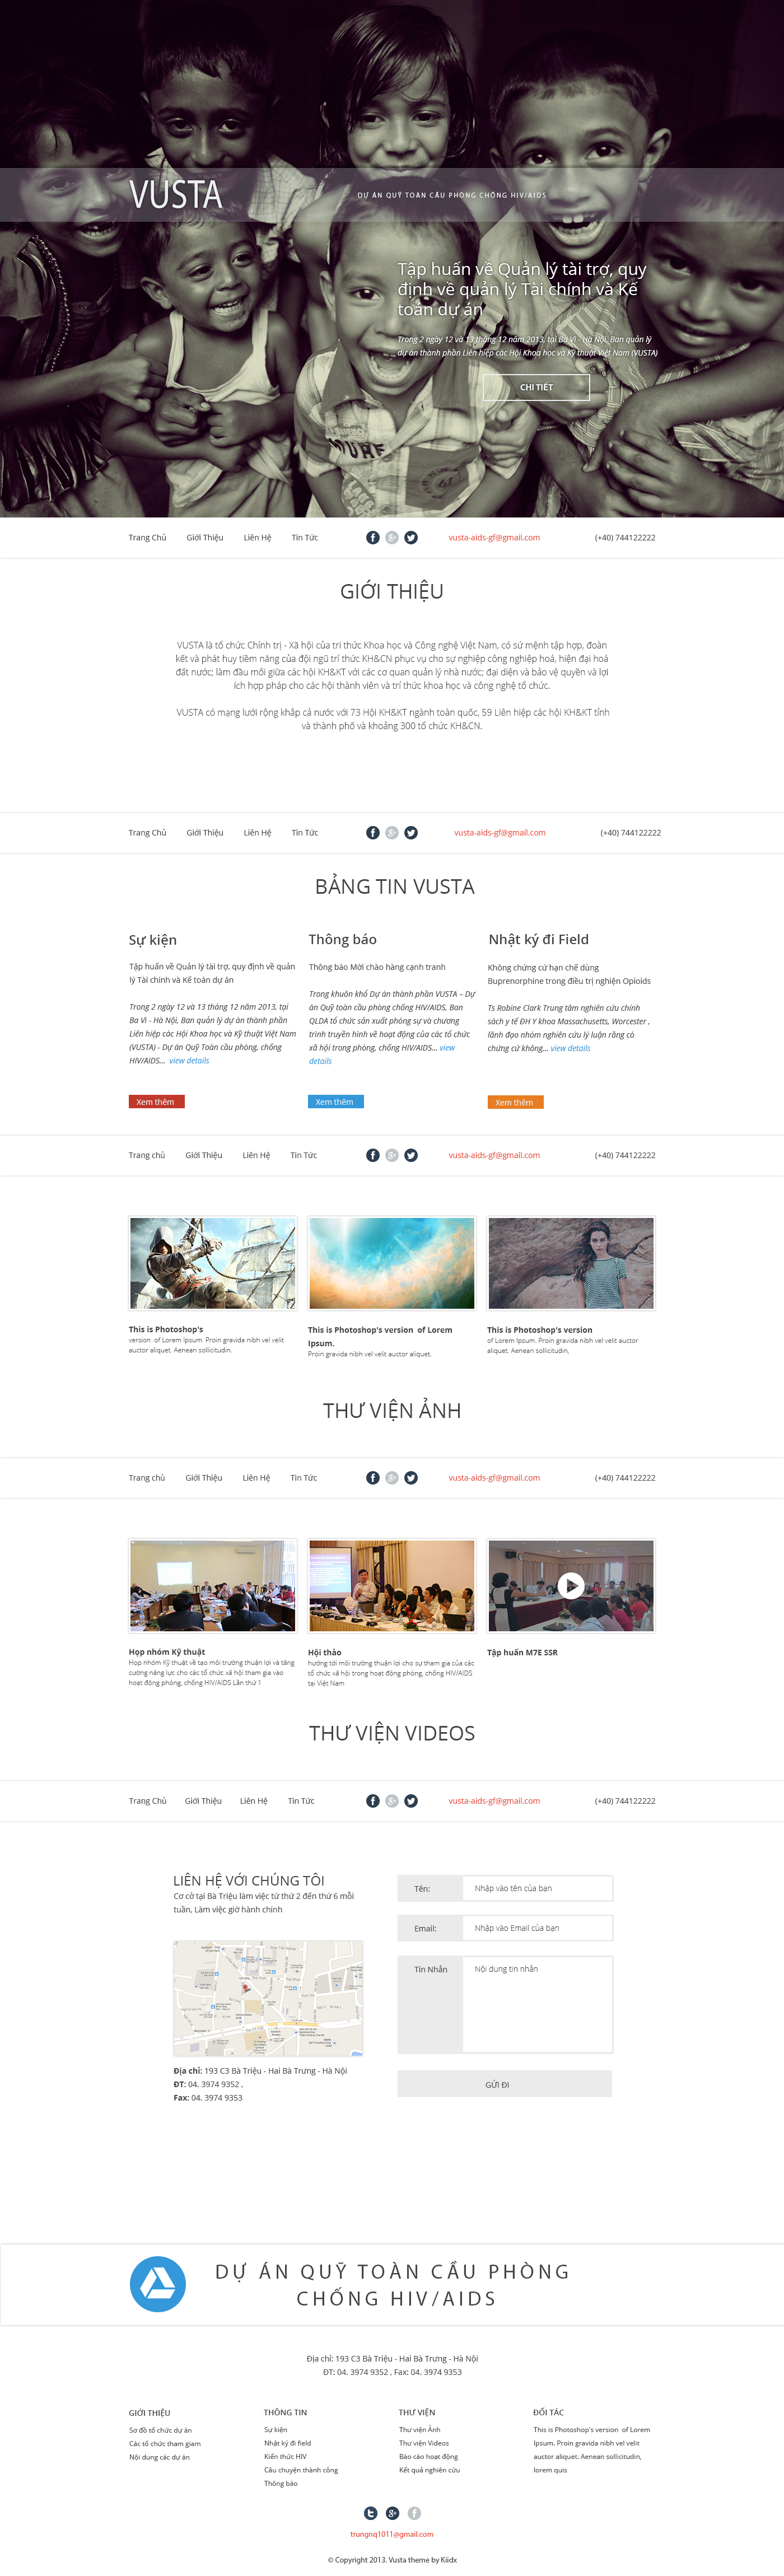 VUSTA
DỰ ÁN QUỸ TOÀN CẦU PHÒNG CHỐNG HIV/AIDS
Tập huấn về Quản lý tài trợ, quy
định về quản lý Tài chính và Kế
toán dự án
Trong 2 ngày 12 và 13 tháng 12 năm 2013, tại Ba Vì - Hà Nội, Ban quản lý
dự án thành phần Liên hiệp các Hội Khoa học và Kỹ thuật Việt Nam (VUSTA)
CHI TIẾT
Trang Chủ Giới Thiệu Liên Hệ Tin Tức vusta-aids-gf@gmail.com (+40) 744122222
GIỚI THIỆU
VUSTA là tổ chức Chính trị - Xã hội của tri thức Khoa học và Công nghệ Việt Nam, có sứ mệnh tập hợp, đoàn
kết và phát huy tiềm năng của đội ngũ trí thức KH&CN phục vụ cho sự nghiệp công nghiệp hoá, hiện đại hoá
đất nước; làm đầu mối giữa các hội KH&KT với các cơ quan quản lý nhà nước; đại diện và bảo vệ quyền và lợi
ích hợp pháp cho các hội thành viên và trí thức khoa học và công nghệ tổ chức.
VUSTA có mạng lưới rộng khắp cả nước với 73 Hội KH&KT ngành toàn quốc, 59 Liên hiệp các hội KH&KT tỉnh
và thành phố và khoảng 300 tổ chức KH&CN.
Trang Chủ Giới Thiệu Liên Hệ Tin Tức vusta-aids-gf@gmail.com (+40) 744122222
BẢNG TIN VUSTA
Sự kiện
Tập huấn về Quản lý tài trợ, quy định về quản
lý Tài chính và Kế toán dự án
Trong 2 ngày 12 và 13 tháng 12 năm 2013, tại
Ba Vì - Hà Nội, Ban quản lý dự án thành phần
Liên hiệp các Hội Khoa học và Kỹ thuật Việt Nam
(VUSTA) - Dự án Quỹ Toàn cầu phòng, chống
HIV/AIDS... view details
Xem thêm
Thông báo
Thông báo Mời chào hàng cạnh tranh
Trong khuôn khổ Dự án thành phần VUSTA – Dự
án Quỹ toàn cầu phòng chống HIV/AIDS, Ban
QLDA tổ chức sản xuất phóng sự và chương
trình truyền hình về hoạt động của các tổ chức
xã hội trong phòng, chống HIV/AIDS... view
details
Xem thêm
Nhật ký đi Field
Không chứng cứ hạn chế dùng
Buprenorphine trong điều trị nghiện Opioids
Ts Robine Clark Trung tâm nghiên cứu chính
sách y tế ĐH Y khoa Massachusetts, Worcester ,
lãnh đạo nhóm nghiên cứu lý luận rằng có
chứng cứ không... view details
Xem thêm
Trang chủ Giới Thiệu Liên Hệ Tin Tức vusta-aids-gf@gmail.com (+40) 744122222
This is Photoshop's
version of Lorem Ipsum. Proin gravida nibh vel velit
auctor aliquet. Aenean sollicitudin.
This is Photoshop's version of Lorem
Ipsum.
Proin gravida nibh vel velit auctor aliquet.
This is Photoshop's version
of Lorem Ipsum. Proin gravida nibh vel velit auctor
aliquet. Aenean sollicitudin,
THƯ VIỆN ẢNH
Trang chủ Giới Thiệu Liên Hệ Tin Tức vusta-aids-gf@gmail.com (+40) 744122222
Họp nhóm Kỹ thuật
Họp nhóm Kỹ thuật về tạo môi trường thuận lợi và tăng
cường năng lực cho các tổ chức xã hội tham gia vào
hoạt động phòng, chống HIV/AIDS Lần thứ 1
Hội thảo
hướng tới môi trường thuận lợi cho sự tham gia của các
tổ chức xã hội trong hoạt động phòng, chống HIV/AIDS
tại Việt Nam
Tập huấn M7E SSR
THƯ VIỆN VIDEOS
Trang Chủ Giới Thiệu Liên Hệ Tin Tức vusta-aids-gf@gmail.com (+40) 744122222
LIÊN HỆ VỚI CHÚNG TÔI
Cơ cở tại Bà Triệu làm việc từ thứ 2 đến thứ 6 mỗi
tuần, Làm việc giờ hành chính
Địa chỉ: 193 C3 Bà Triệu - Hai Bà Trưng - Hà Nội
ĐT: 04. 3974 9352 ,
Fax: 04. 3974 9353
Tên: Nhập vào tên của bạn
Email: Nhập vào Email của bạn
Tin Nhắn Nội dung tin nhắn
GỬI ĐI
DỰ ÁN QUỸ TOÀN CẦU PHÒNG
CHỐNG HIV/AIDS
Địa chỉ: 193 C3 Bà Triệu - Hai Bà Trưng - Hà Nội
ĐT: 04. 3974 9352 , Fax: 04. 3974 9353
GIỚI THIỆU
Sơ đồ tổ chức dự án
Các tổ chức tham giam
Nội dung các dự án
THÔNG TIN
Sự kiện
Nhật ký đi field
Kiến thức HIV
Câu chuyện thành công
Thông báo
THƯ VIỆN
Thư viện Ảnh
Thư viện Videos
Báo cáo hoạt động
Kết quả nghiên cứu
ĐỐI TÁC
This is Photoshop's version of Lorem
Ipsum. Proin gravida nibh vel velit
auctor aliquet. Aenean sollicitudin,
lorem quis
trungnq1011@gmail.com
© Copyright 2013. Vusta theme by Kiidx